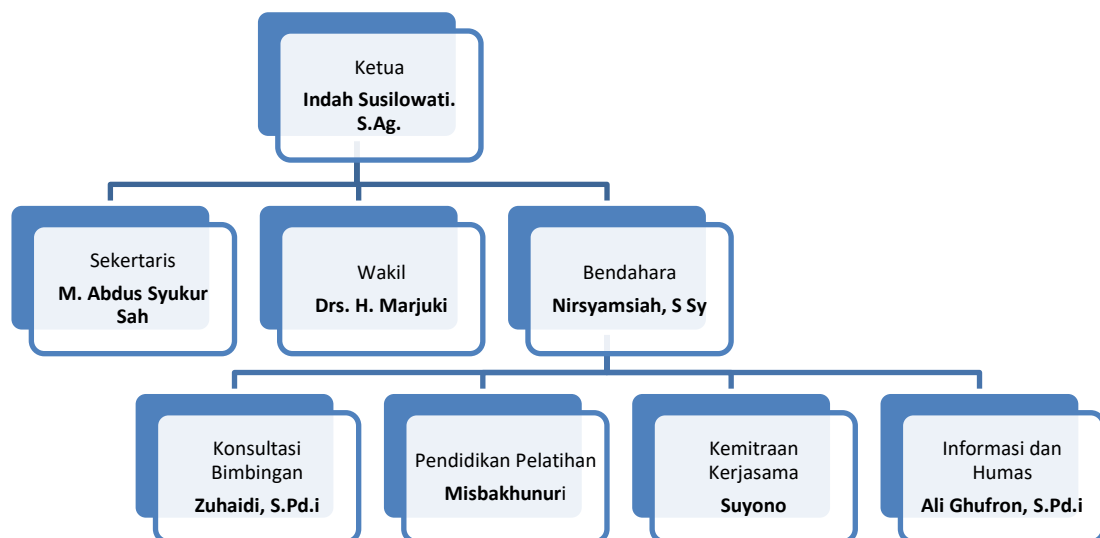 Ketua
Indah Susilowati.
S.Ag.
Sekertaris
M. Abdus Syukur
Sah
Wakil
Drs. H. Marjuki
Bendahara
Nirsyamsiah, S Sy
Konsultasi
Bimbingan
Zuhaidi, S.Pd.i
Pendidikan Pelatihan
Misbakhunuri
Kemitraan
Kerjasama
Suyono
Informasi dan
Humas
Ali Ghufron, S.Pd.i